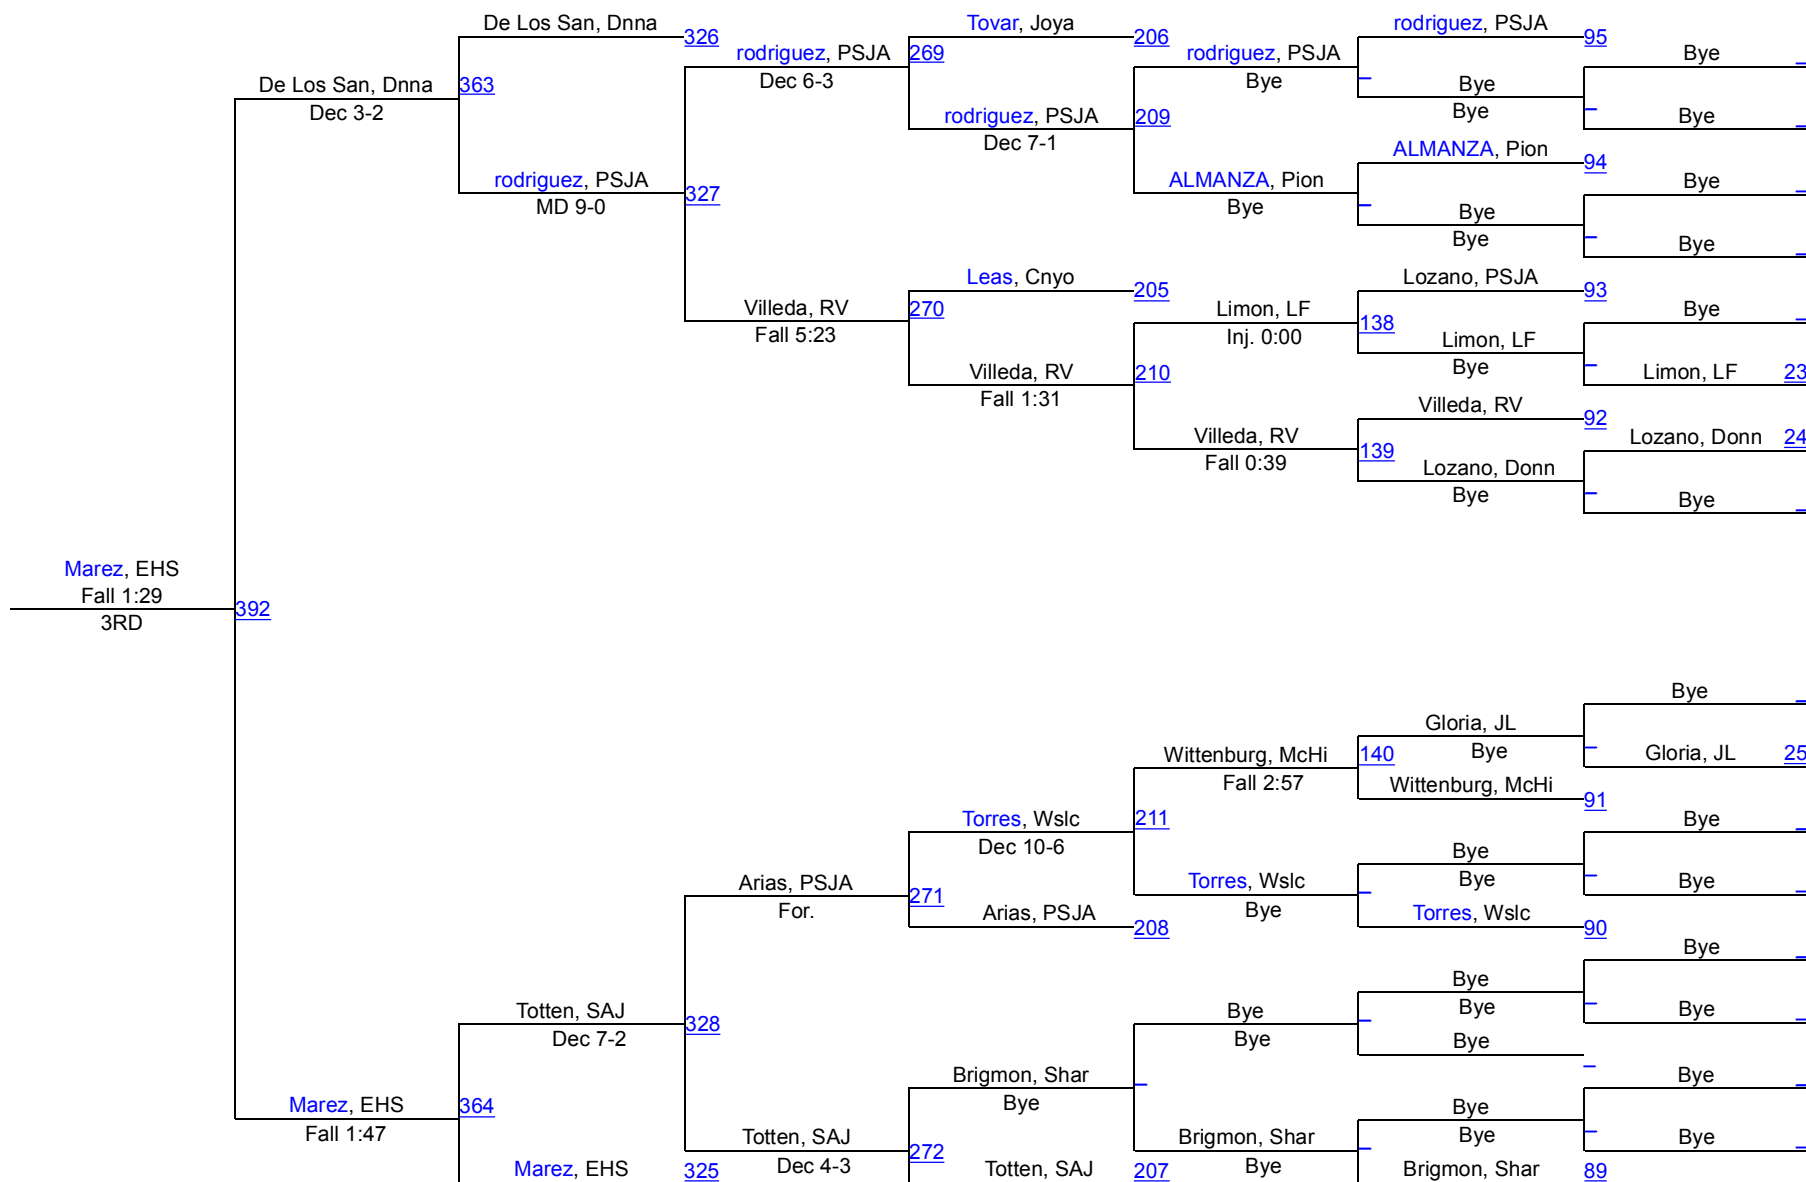 De Los San, Dnna
326
Tovar, Joya
206
rodriguez, PSJA
95
rodriguez, PSJA
269
Dec 6-3
rodriguez, PSJA
Bye
Bye
De Los San, Dnna
363
Dec 3-2
Bye
Bye
rodriguez, PSJA
209
Dec 7-1
Bye
ALMANZA, Pion
94
rodriguez, PSJA
327
MD 9-0
ALMANZA, Pion
Bye
Bye
Bye
Bye
Bye
Leas, Cnyo
205
Lozano, PSJA
93
Villeda, RV
270
Fall 5:23
Limon, LF
138
Inj. 0:00
Bye
Limon, LF
Bye
Villeda, RV
210
Fall 1:31
Limon, LF 23
Villeda, RV
92
Villeda, RV
139
Fall 0:39
Lozano, Donn 24
Lozano, Donn
Bye
Bye
Marez, EHS
Fall 1:29
392
3RD
Bye
Gloria, JL
Bye
Wittenburg, McHi
140
Fall 2:57
Gloria, JL 25
Wittenburg, McHi
91
Torres, Wslc
211
Dec 10-6
Bye
Bye
Bye
Arias, PSJA
271
For.
Torres, Wslc
Bye
Bye
Arias, PSJA
208
Torres, Wslc
90
Bye
Bye
Bye
Totten, SAJ
328
Dec 7-2
Bye
Bye
Bye
Bye
Brigmon, Shar
Bye
Bye
Marez, EHS
364
Fall 1:47
Bye
Bye
Totten, SAJ
272
Dec 4-3
Brigmon, Shar
Bye
Bye
Marez, EHS
325
Totten, SAJ
207
Brigmon, Shar
89